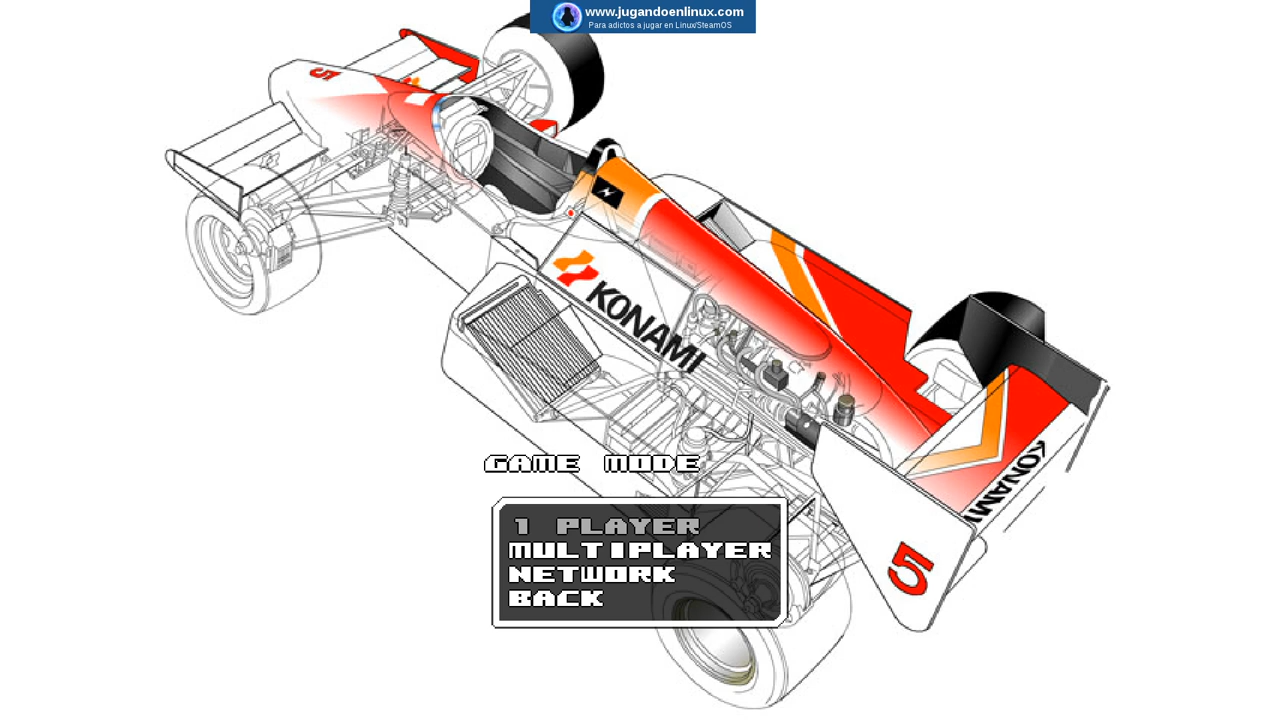 www.jugandoenlinux.com
Para adictos a jugar en Linux/SteamOS
5
KONAMI
KONAMI
GAME MODE
1 PLAYER
MULTIPLAYER
NETWORK
BACK
5